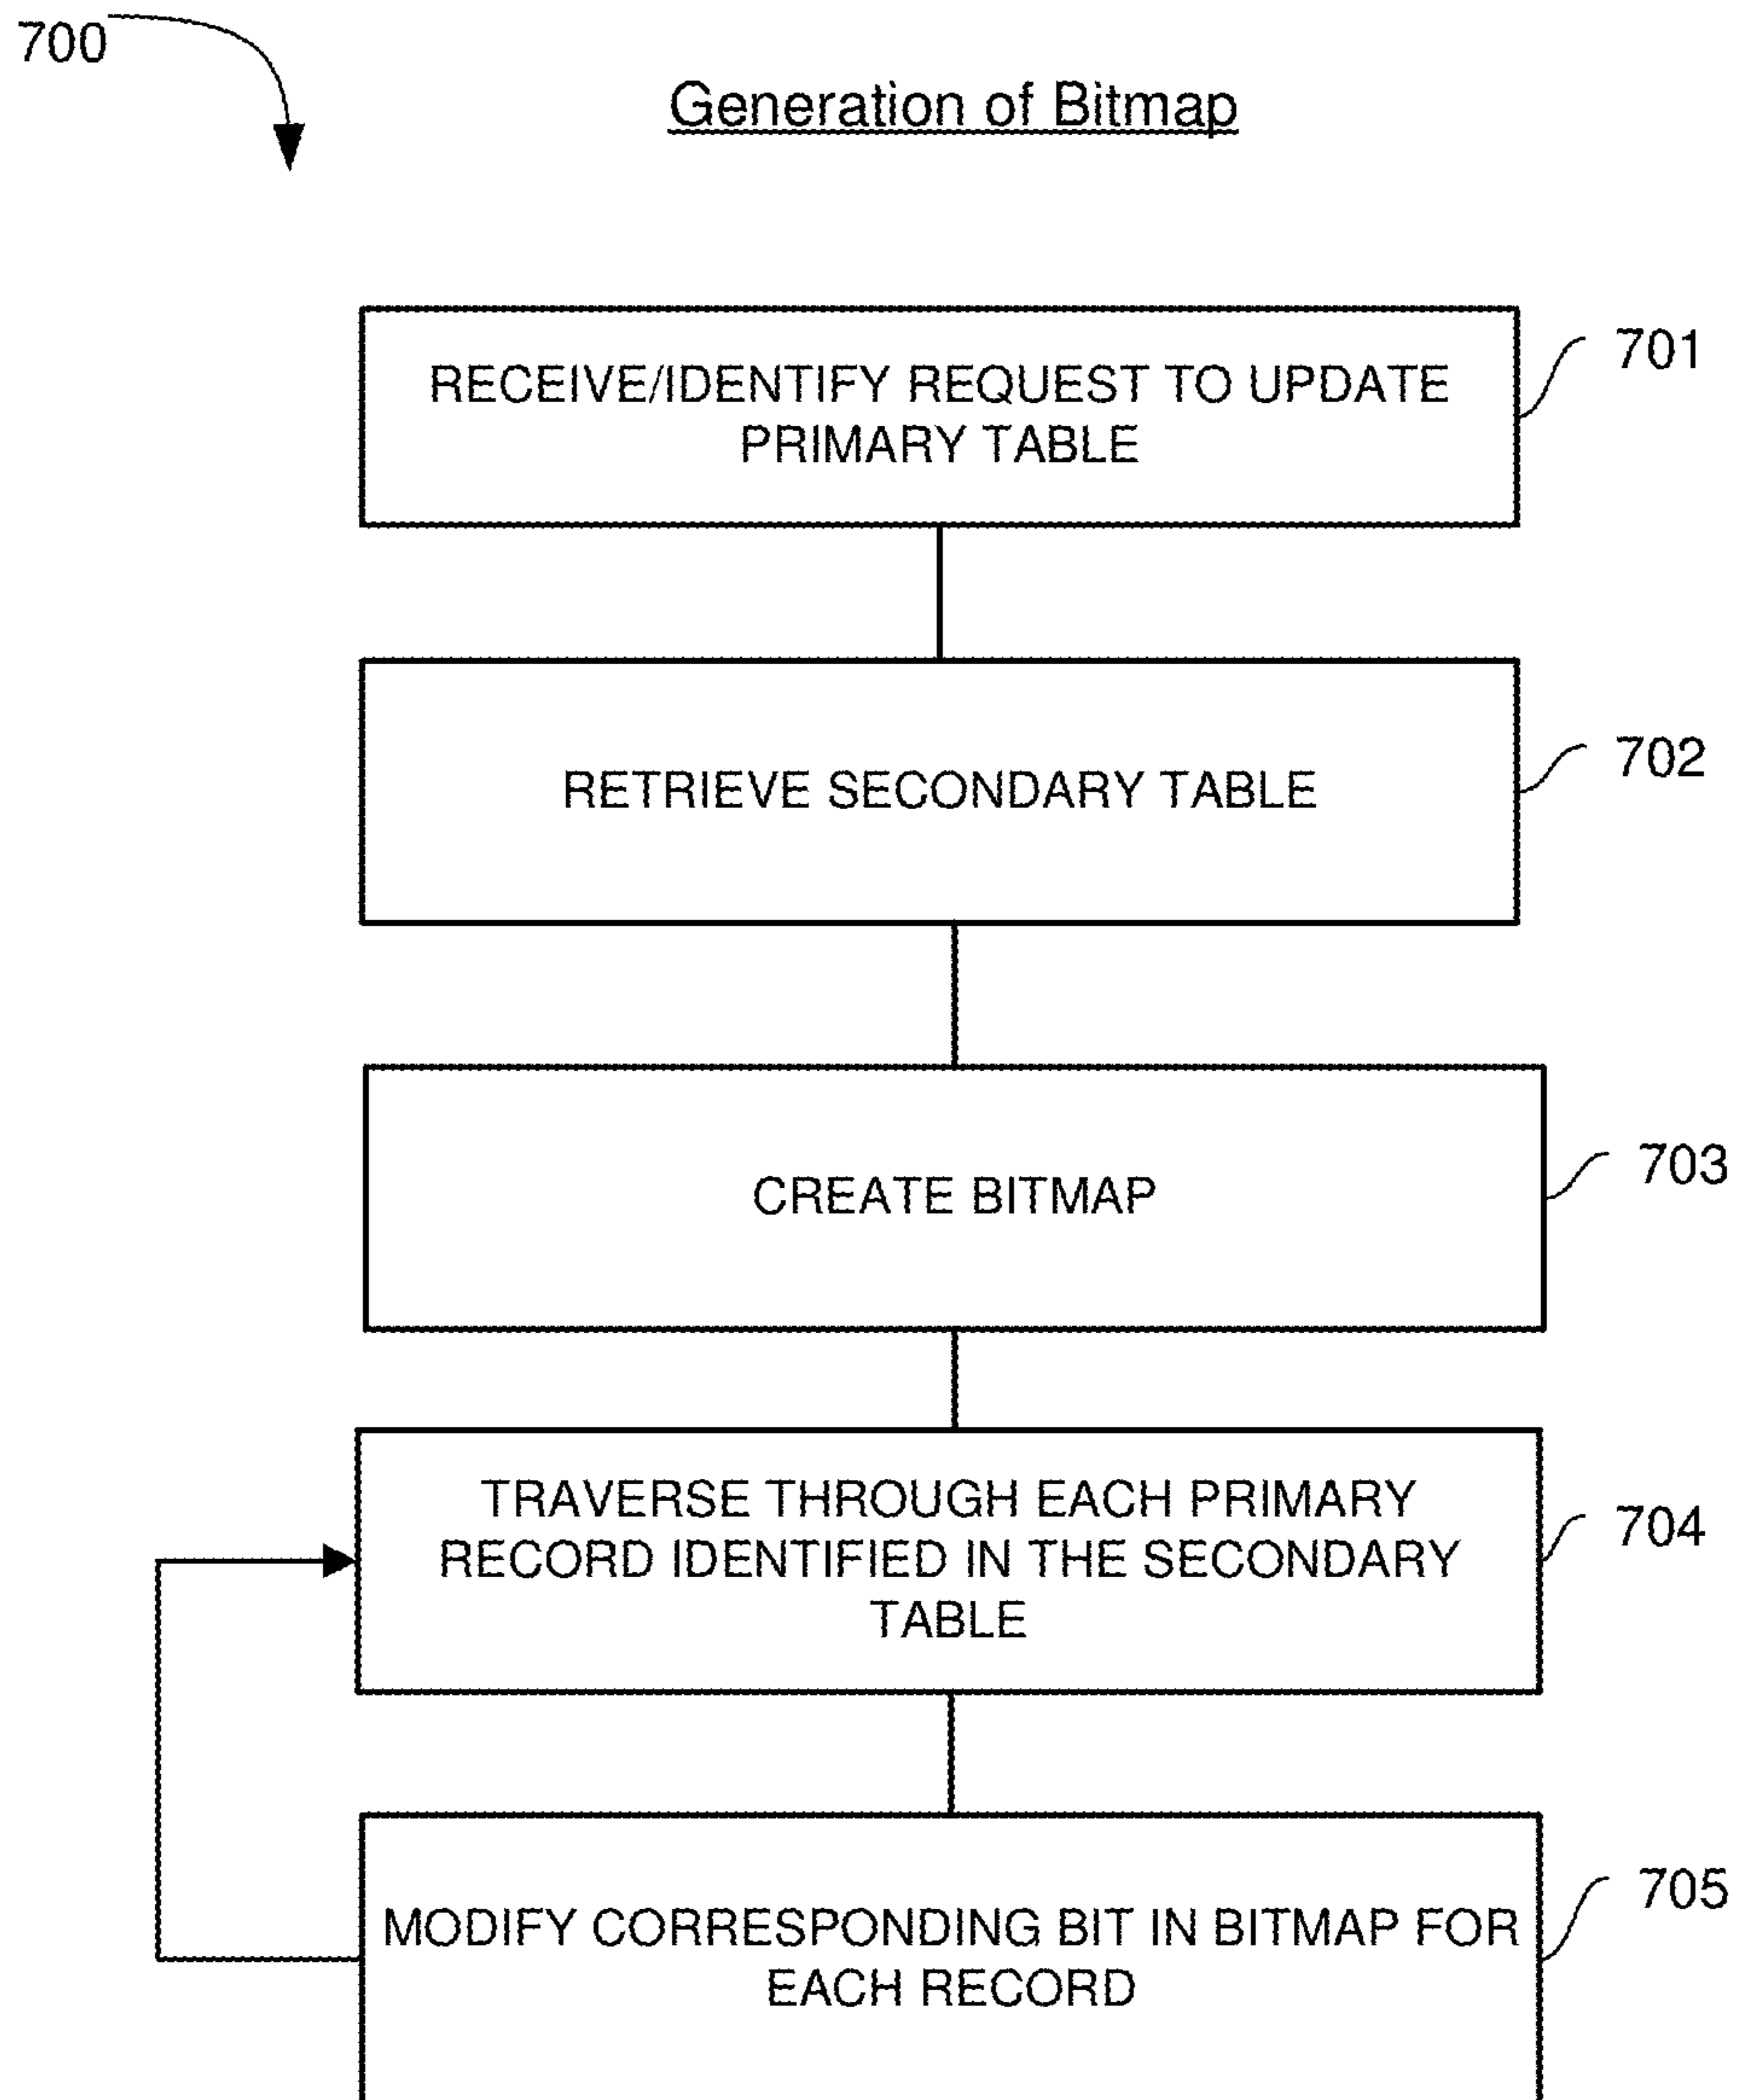 700
Generation of Bitmap
RECEIVE/IDENTIFY REQUEST TO UPDATE
PRIMARY TABLE
701
RETRIEVE SECONDARY TABLE
702
CREATE BITMAP
703
TRAVERSE THROUGH EACH PRIMARY
RECORD IDENTIFIED IN THE SECONDARY
TABLE
704
MODIFY CORRESPONDING BIT IN BITMAP FOR
EACH RECORD
705